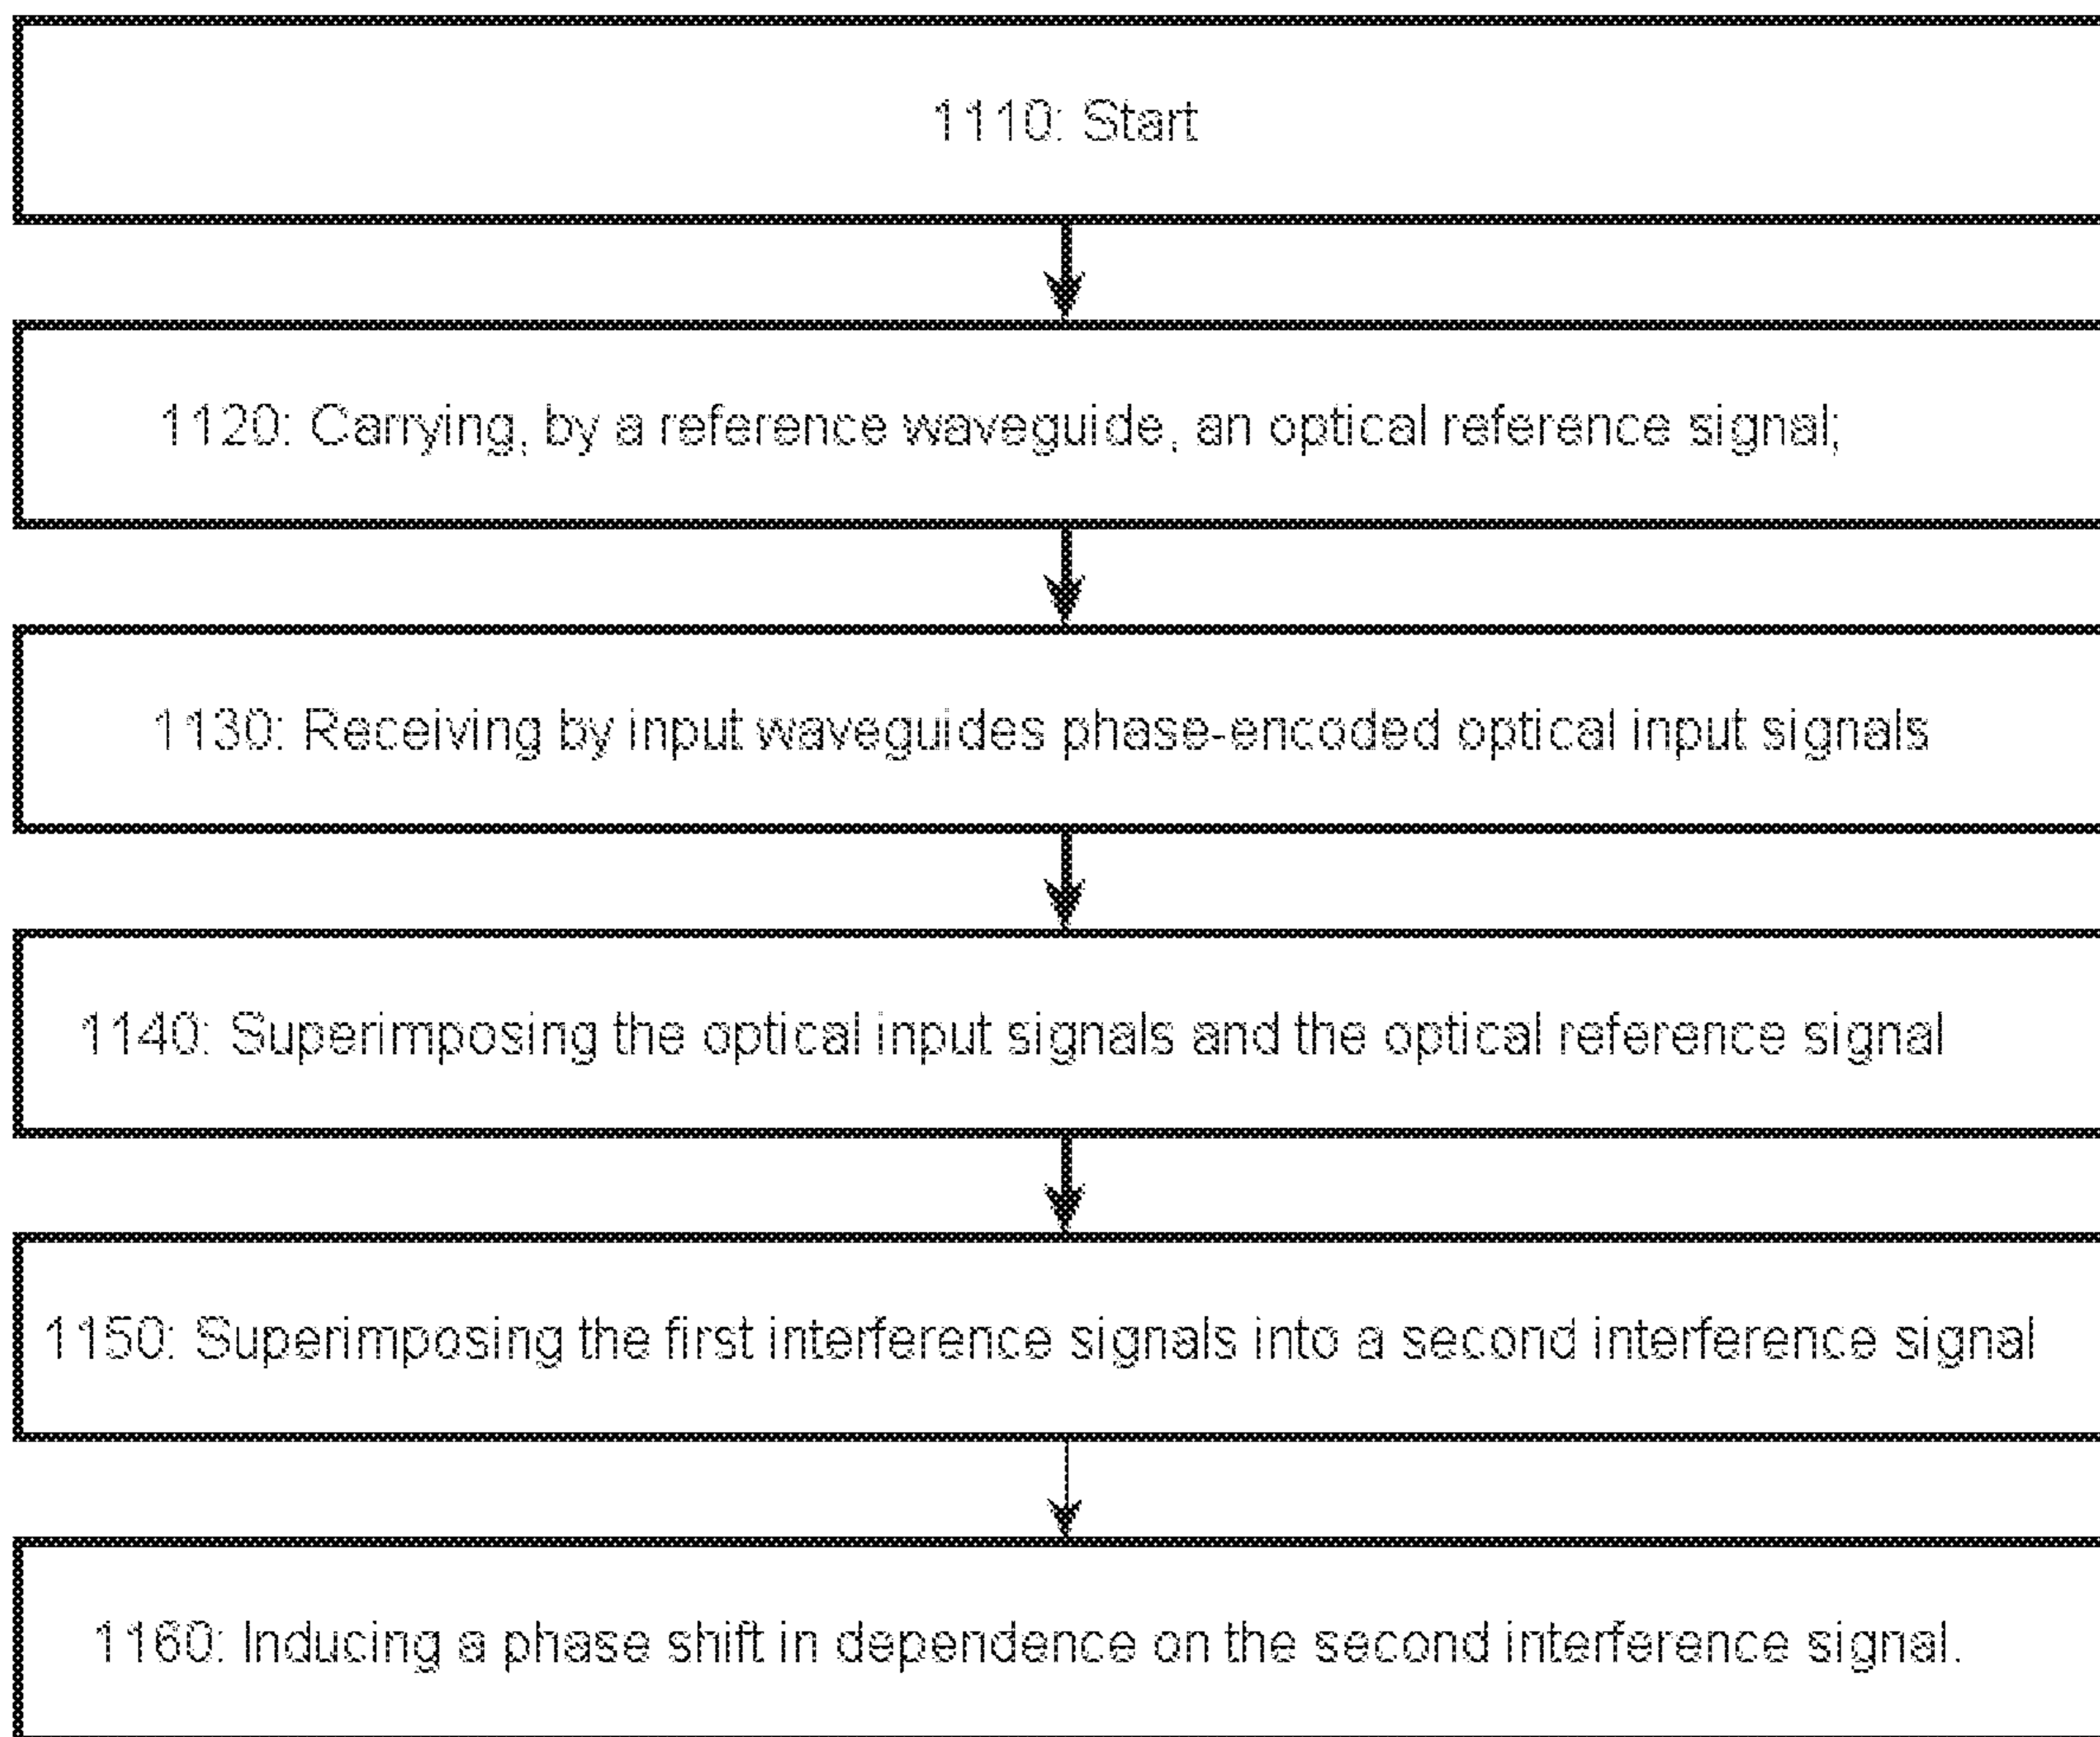 1110: Start
1120: Carrying, by a reference waveguide, an optical reference signal;
1130: Receiving by input waveguides phase-encoded optical input signals
1140: Superimposing the optical input signals and the optical reference signal
1150: Superimposing the first interference signals into a second interference signal
1160: Inducing a phase shift in dependence on the second interference signal.